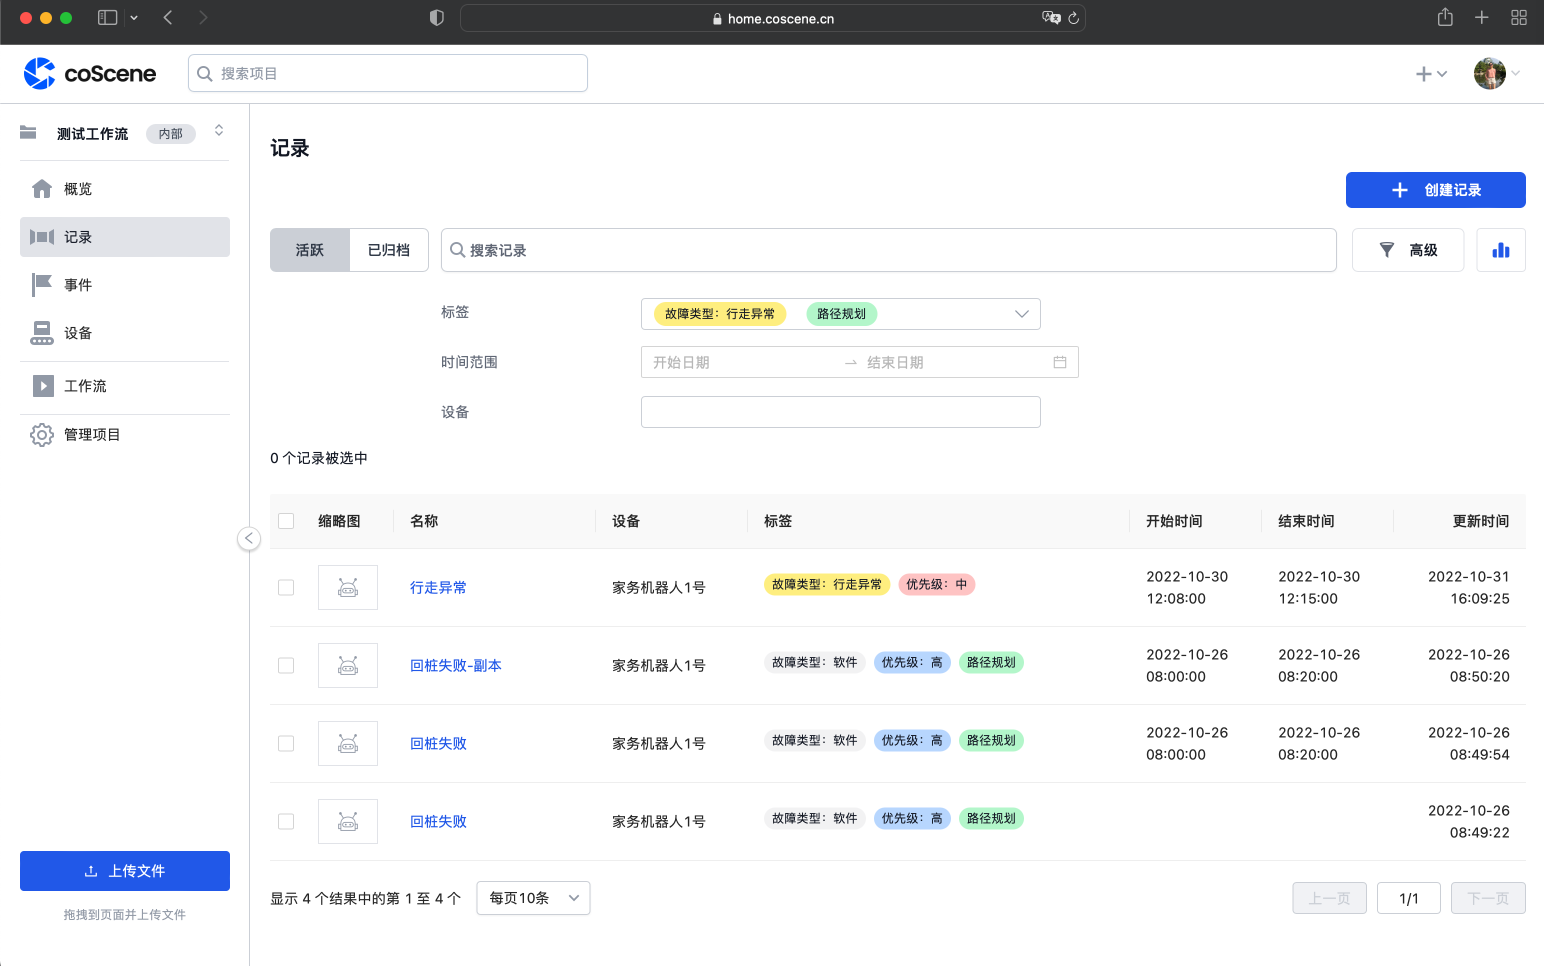 home.coscene.cn
coScene
搜索项目
测试工作流 内部
概览
记录
事件
设备
工作流
管理项目
上传文件
拖拽到页面并上传文件
记录
创建记录
活跃 已归档 搜索记录 高级
标签 故障类型：行走异常 路径规划
时间范围 开始日期 结束日期
设备
0 个记录被选中
缩略图 名称 设备 标签 开始时间 结束时间 更新时间
行走异常 家务机器人1号 故障类型：行走异常 优先级：中 2022-10-30 12:08:00 2022-10-30 12:15:00 2022-10-31 16:09:25
回桩失败-副本 家务机器人1号 故障类型：软件 优先级：高 路径规划 2022-10-26 08:00:00 2022-10-26 08:20:00 2022-10-26 08:50:20
回桩失败 家务机器人1号 故障类型：软件 优先级：高 路径规划 2022-10-26 08:00:00 2022-10-26 08:20:00 2022-10-26 08:49:54
回桩失败 家务机器人1号 故障类型：软件 优先级：高 路径规划 2022-10-26 08:49:22
显示 4 个结果中的第 1 至 4 个 每页10条 上一页 1/1 下一页